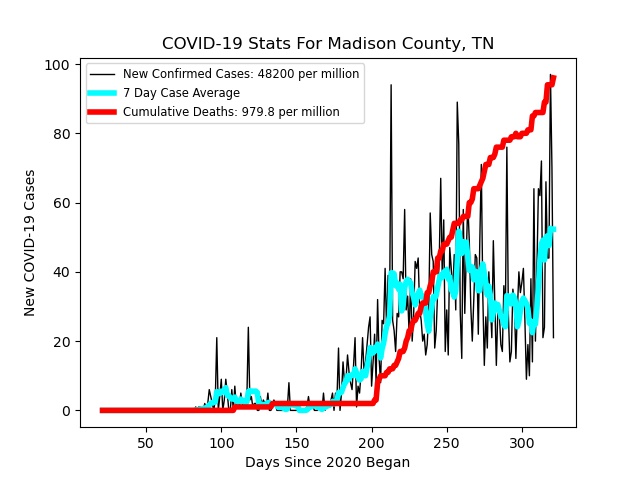 COVID-19 Stats For Madison County, TN
New Confirmed Cases: 48200 per million
7 Day Case Average
Cumulative Deaths: 979.8 per million
New COVID-19 Cases
100
80
60
40
20
0
50 100 150 200 250 300
Days Since 2020 Began